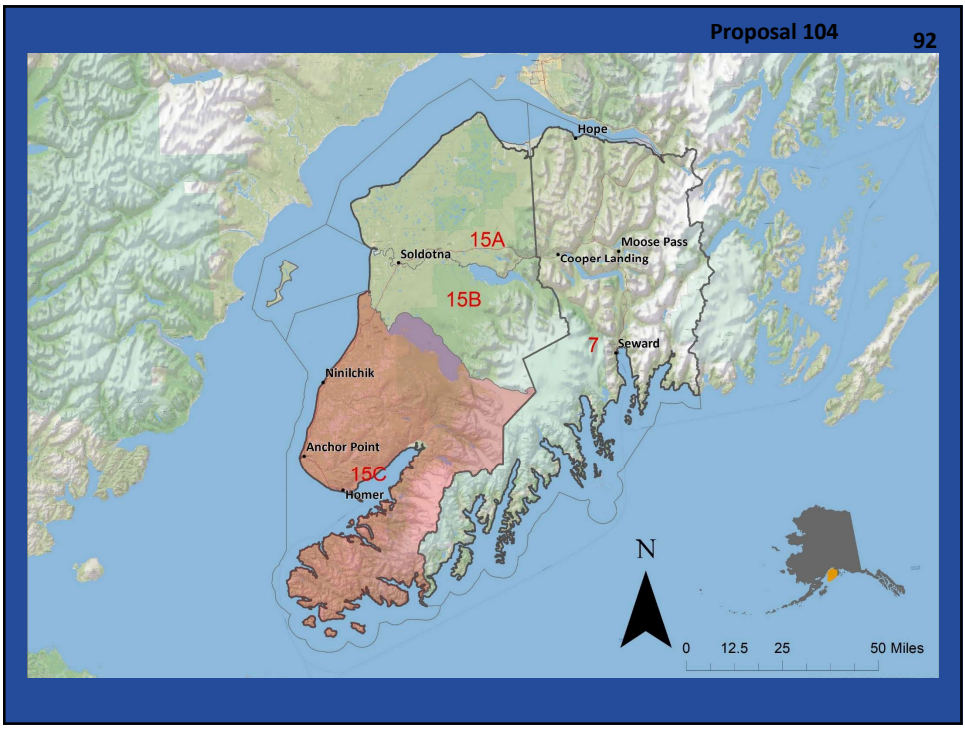 Proposal 104
92
Hope
15A
Moose Pass
Soldotna
Cooper Landing
15B
7
Seward
Ninilchik
Anchor Point
15C
Homer
N
0 12.5 25 50 Miles